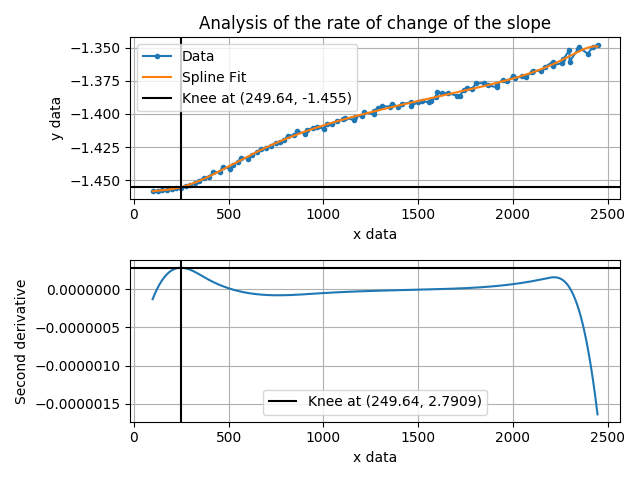 Analysis of the rate of change of the slope
Data
Spline Fit
Knee at (249.64, -1.455)
y data
−1.350
−1.375
−1.400
−1.425
−1.450
0
500
1000
1500
2000
2500
x data
Second derivative
0.0000000
−0.0000005
−0.0000010
−0.0000015
Knee at (249.64, 2.7909)
0
500
1000
1500
2000
2500
x data